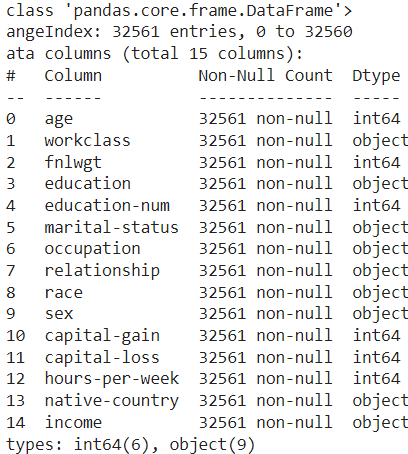 class 'pandas.core.frame.DataFrame'>
angeIndex: 32561 entries, 0 to 32560
ata columns (total 15 columns):
#   Column          Non-Null Count  Dtype
--  ------          --------------  -----
0   age             32561 non-null  int64
1   workclass       32561 non-null  object
2   fnlwgt          32561 non-null  int64
3   education       32561 non-null  object
4   education-num   32561 non-null  int64
5   marital-status  32561 non-null  object
6   occupation      32561 non-null  object
7   relationship    32561 non-null  object
8   race            32561 non-null  object
9   sex             32561 non-null  object
10  capital-gain    32561 non-null  int64
11  capital-loss    32561 non-null  int64
12  hours-per-week  32561 non-null  int64
13  native-country  32561 non-null  object
14  income          32561 non-null  object
types: int64(6), object(9)